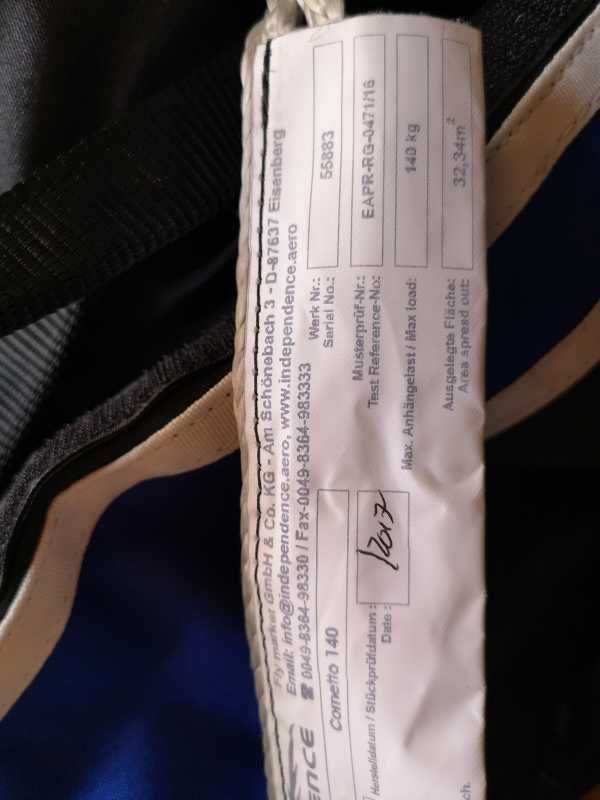 Fly market GmbH & Co. KG - Am Schönebach 3 - D-87637 Eisenberg
Email: info@independence.aero, www.independence.aero
☎ 0049-8364-98330 / Fax-0049-8364-983333
ENCE
Cometto 140
Werk Nr.:
Serial No.:
55883
Herstelldatum / Stückprüfdatum :
Date :
Musterprüf-Nr.:
Test Reference-No:
EAPR-RG-0471/16
Max. Anhängelast / Max load:
140 kg
Ausgelegte Fläche:
Area spread out:
32,34m²
ch.